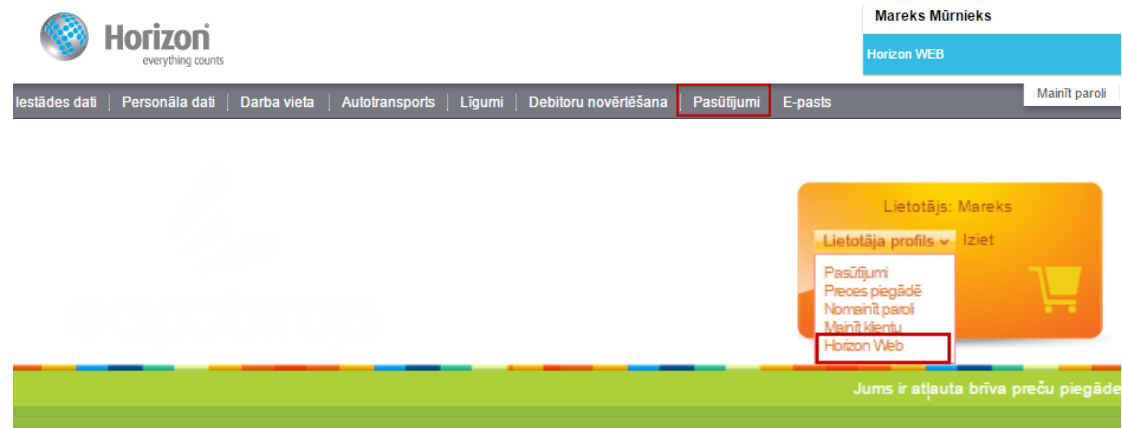 Horizon
everything counts
Mareks Mūrnieks
Horizon WEB
Iestādes dati Personāla dati Darba vieta Autotransports Līgumi Debitoru novērtēšana Pasūtījumi E-pasts
Mainīt paroli
Lietotājs: Mareks
Lietotāja profils Iziet
Pasūtījumi
Preces piegādē
Nomainīt paroli
Mainīt klientu
Horizon Web
Jums ir atļauta brīva preču piegāde